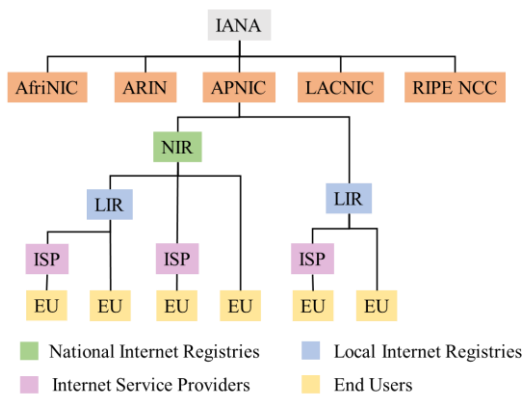 IANA
AfriNIC ARIN APNIC LACNIC RIPE NCC
NIR
LIR LIR
ISP ISP ISP
EU EU EU EU EU EU
National Internet Registries Local Internet Registries
Internet Service Providers End Users